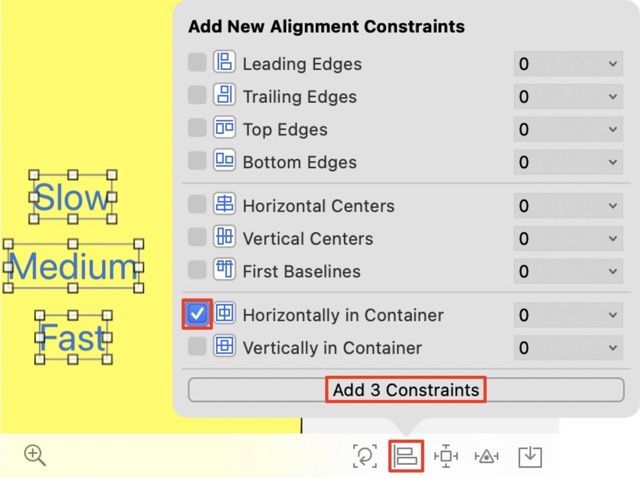 Add New Alignment Constraints
Leading Edges 0
Trailing Edges 0
Top Edges 0
Bottom Edges 0
Slow
Horizontal Centers 0
Vertical Centers 0
Medium
First Baselines 0
Horizontally in Container 0
Fast
Vertically in Container 0
Add 3 Constraints